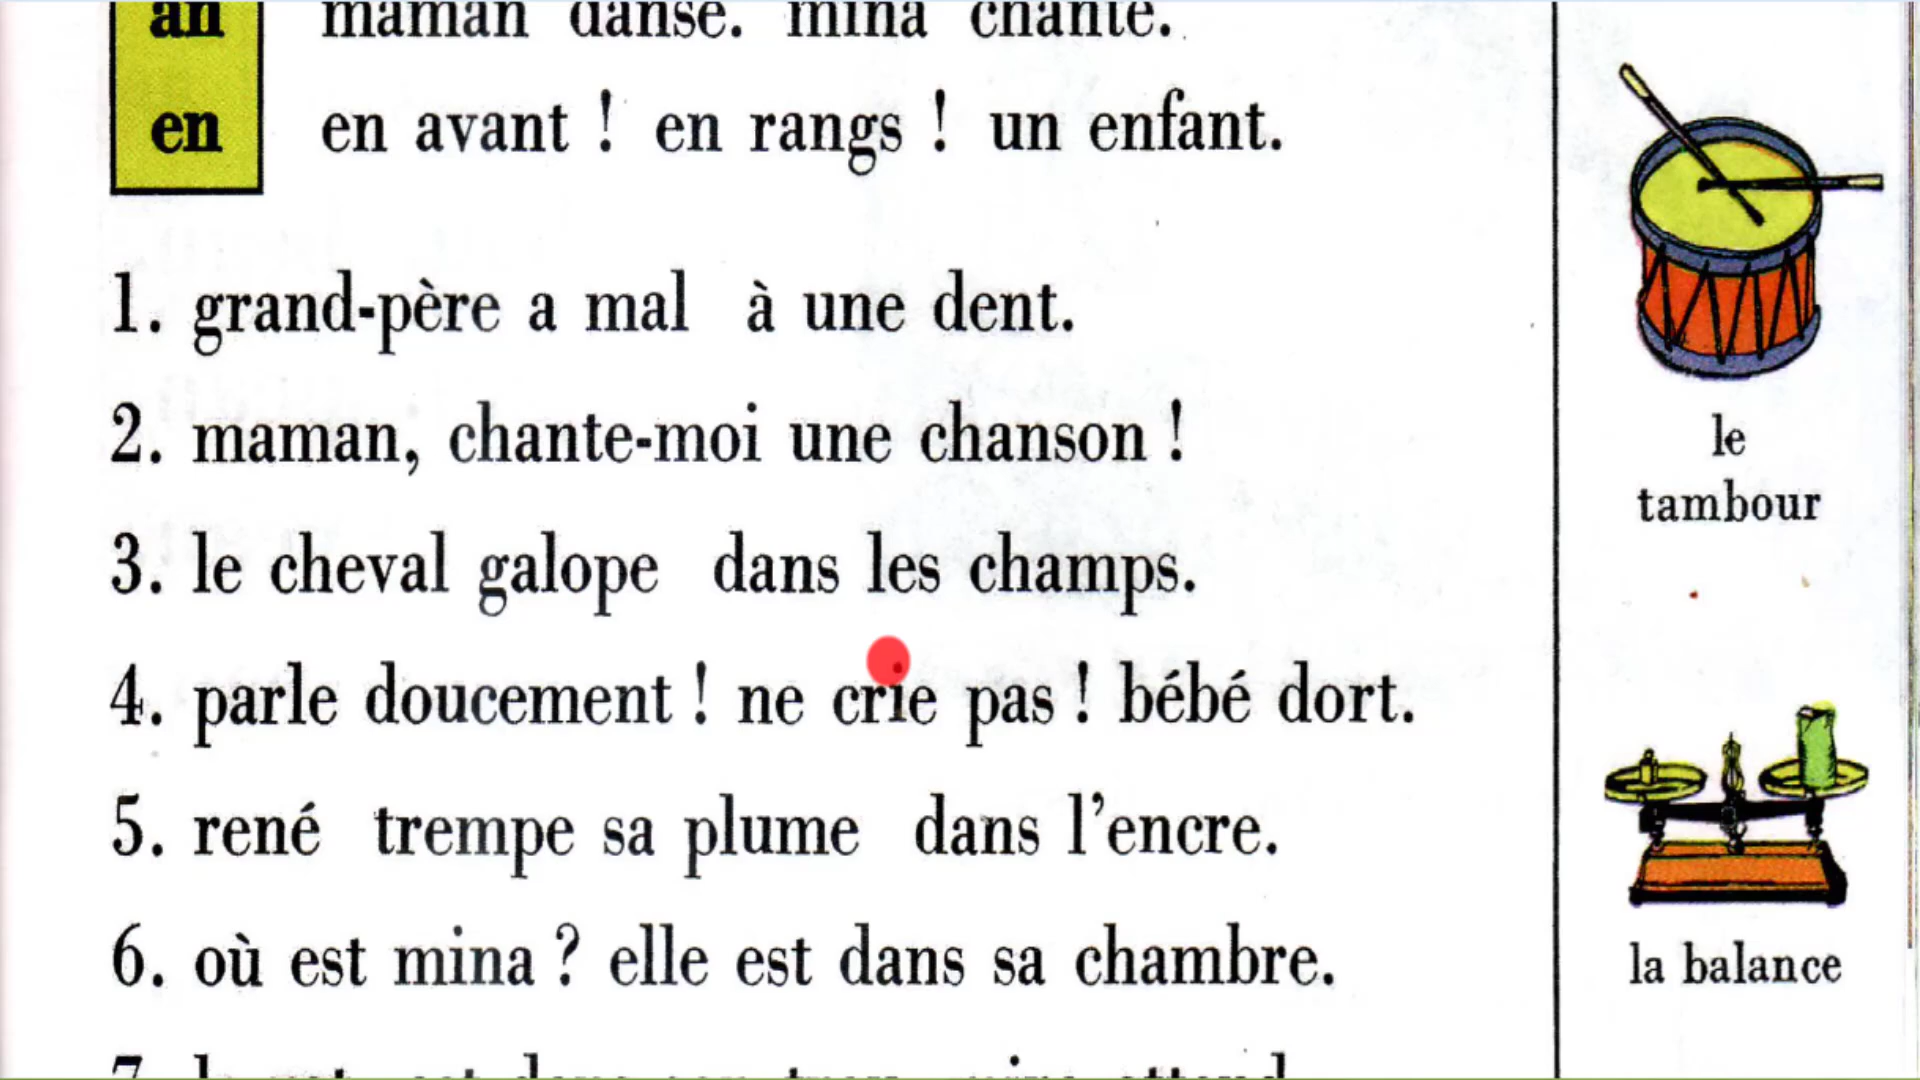 an maman danse. mina chante.
en en avant ! en rangs ! un enfant.
1. grand-père a mal à une dent.
2. maman, chante-moi une chanson !
3. le cheval galope dans les champs.
4. parle doucement ! ne crie pas ! bébé dort.
5. rené trempe sa plume dans l'encre.
6. où est mina ? elle est dans sa chambre.
le
tambour
la balance